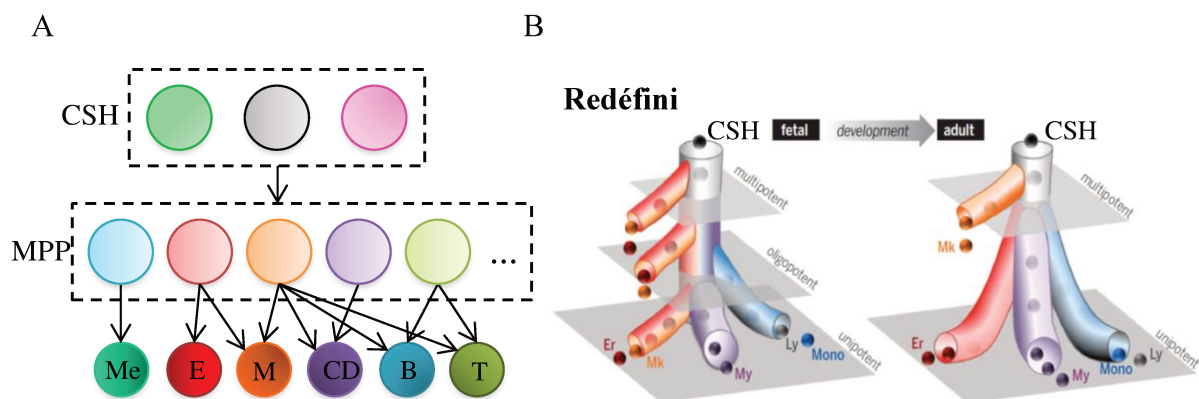 A
CSH
MPP
...
Me E M CD B T
B
Redéfini
CSH fetal development adult CSH
multipotent
oligopotent
unipotent
Er
Mk
My
Ly
Mono
multipotent
unipotent
Mk
Er
My
Mono
Ly